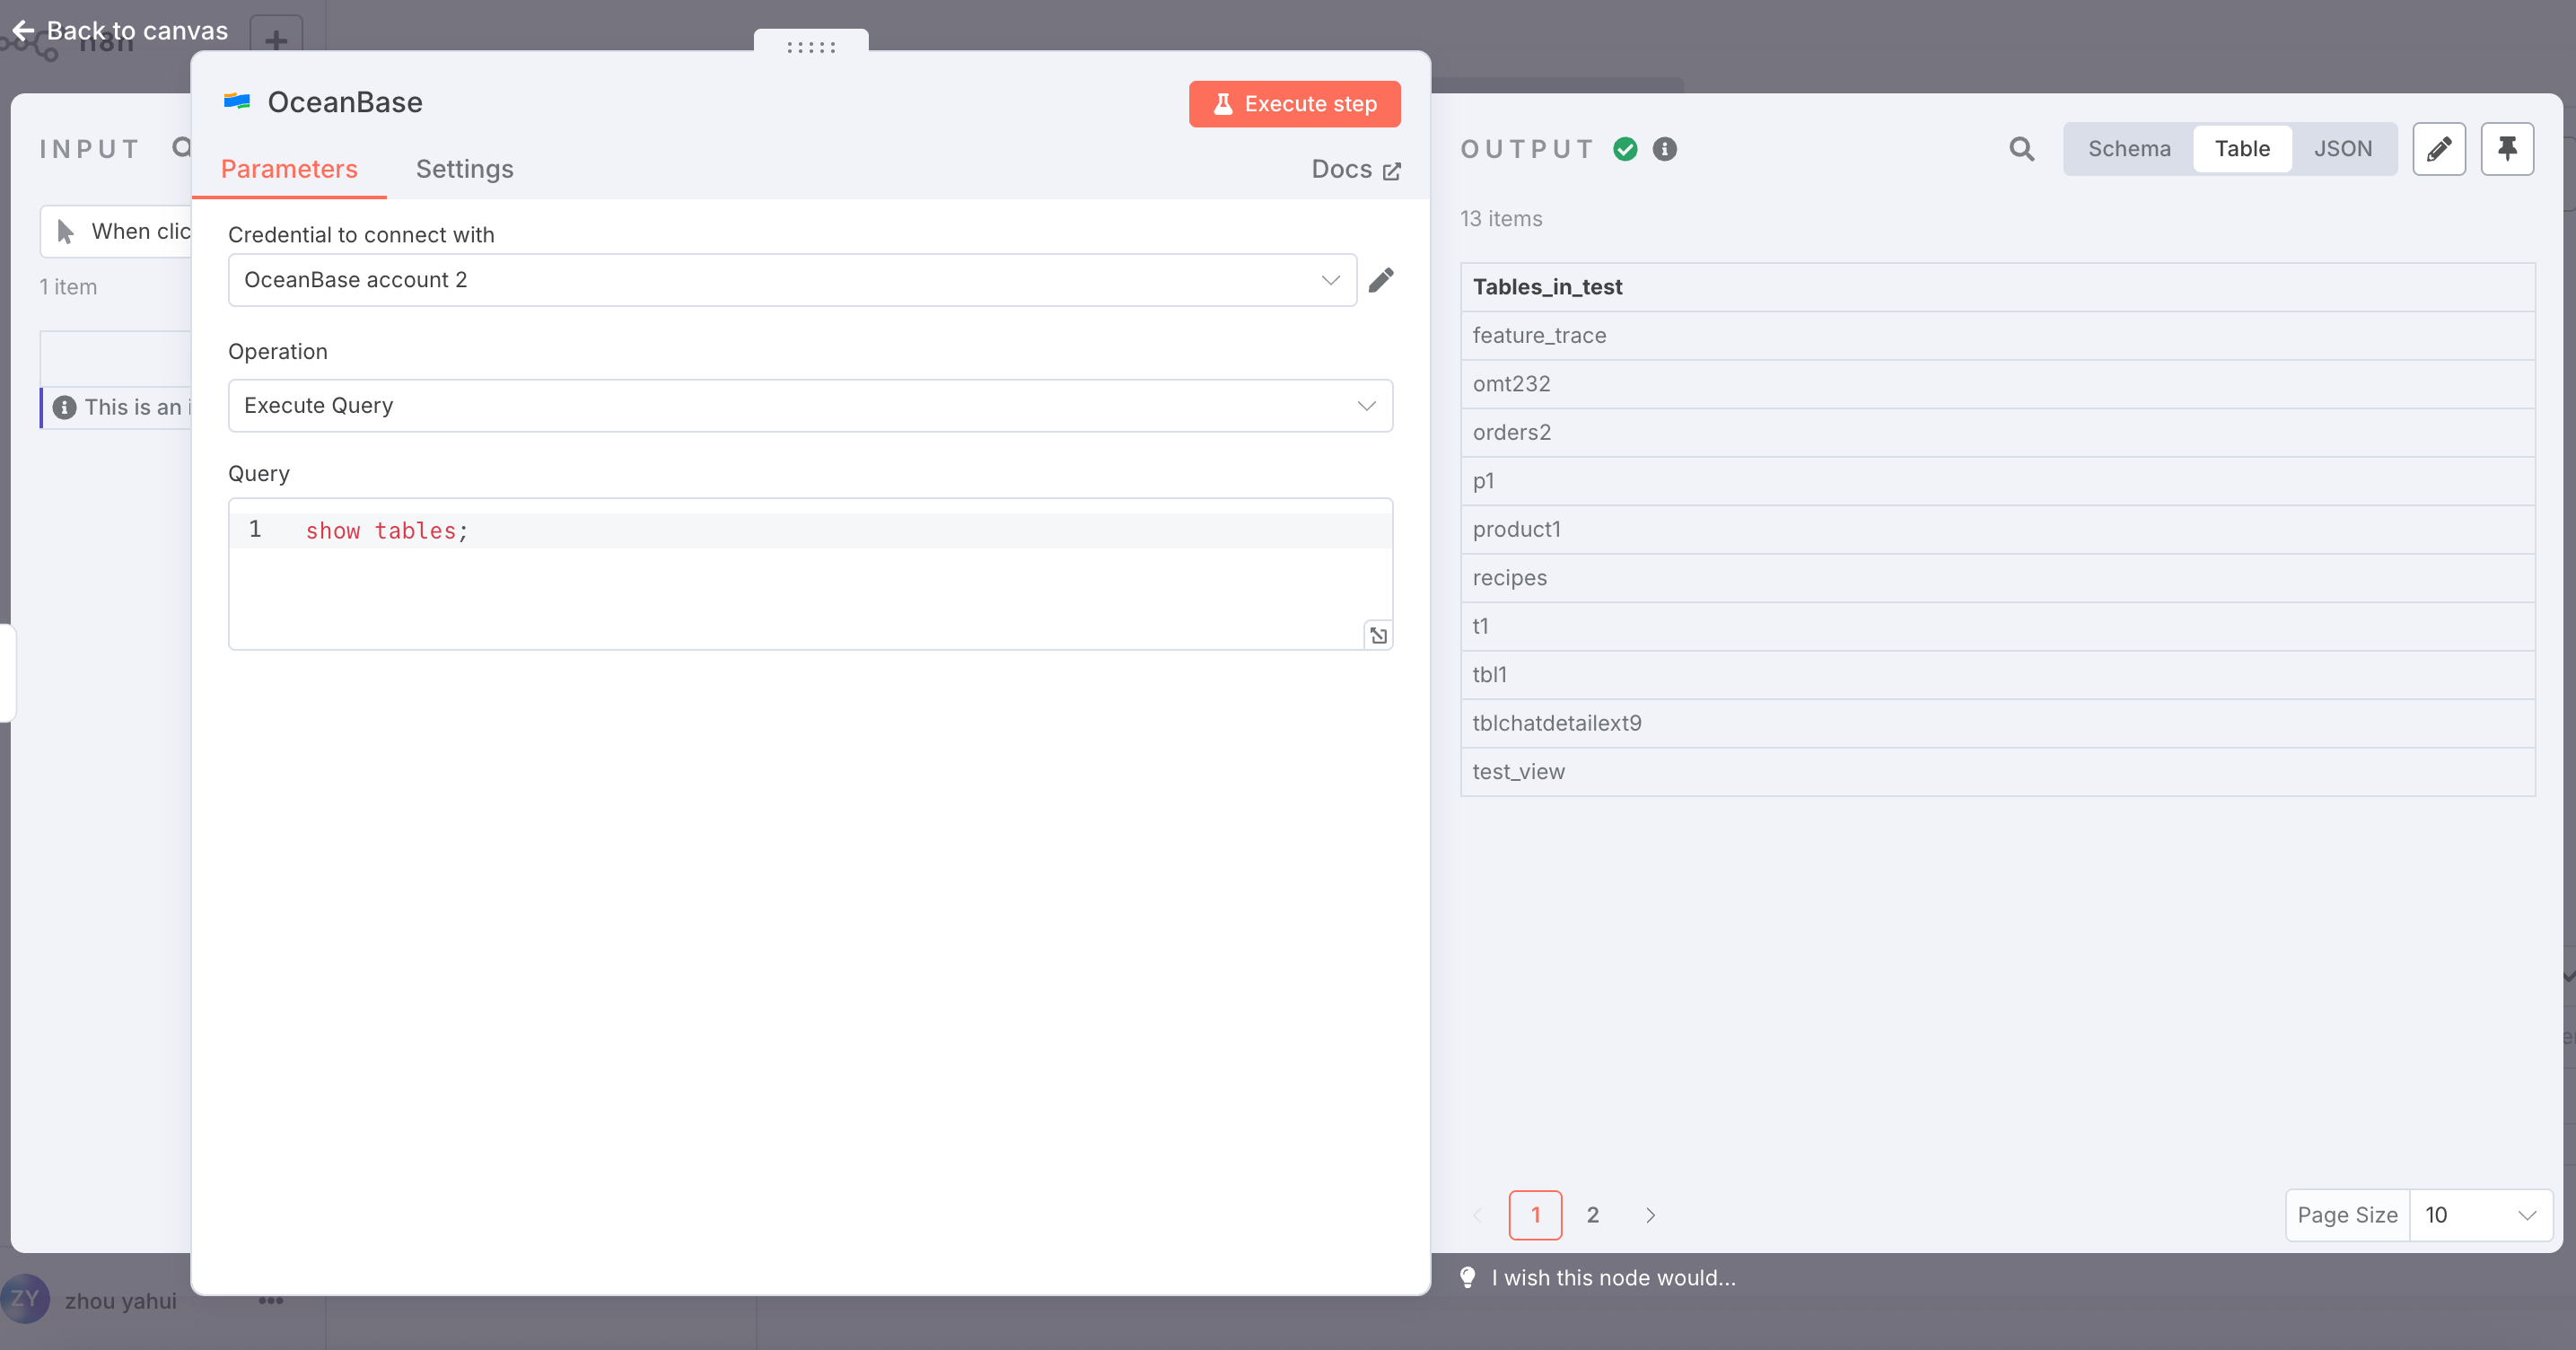 Back to canvas
n8n
INPUT
When clic
1 item
This is an i
OceanBase
Execute step
Parameters
Settings
Docs
Credential to connect with
OceanBase account 2
Operation
Execute Query
Query
1 show tables;
OUTPUT
Schema
Table
JSON
13 items
Tables_in_test
feature_trace
omt232
orders2
p1
product1
recipes
t1
tbl1
tblchatdetailext9
test_view
1
2
Page Size
10
I wish this node would...
ZY
zhou yahui